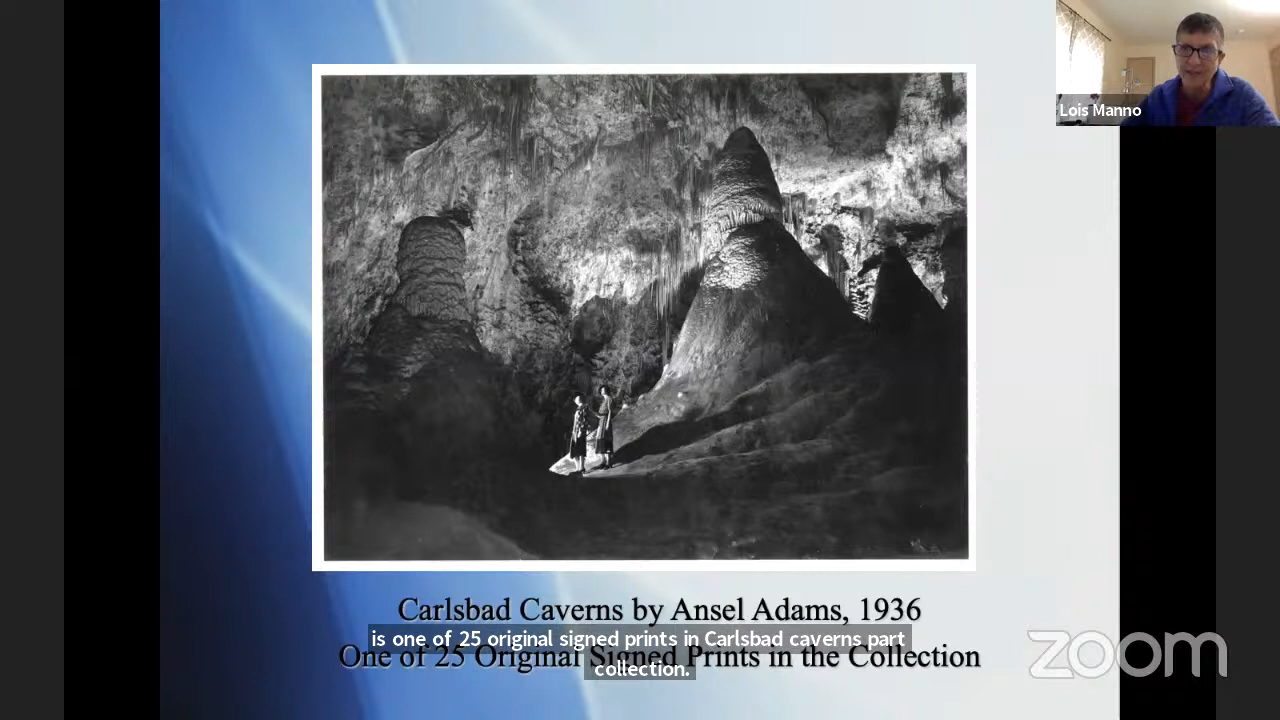 Lois Manno
Carlsbad Caverns by Ansel Adams, 1936
is one of 25 original signed prints in Carlsbad caverns part
One of 25 Original Signed Prints in the Collection
collection.
zoom